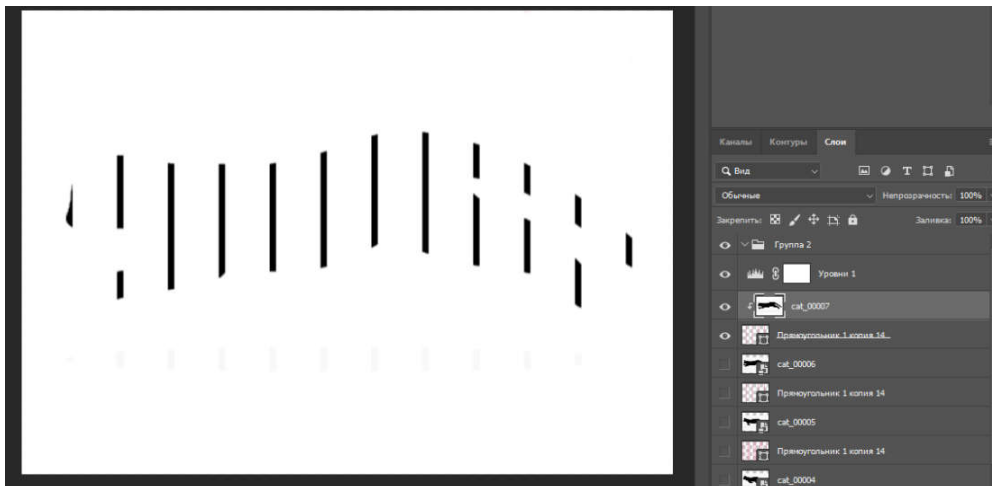 Каналы Контуры Слои
Вид
Обычные Непрозрачность: 100%
Закрепить: Заливка: 100%
Группа 2
Уровни 1
cat_00007
Прямоугольник 1 копия 14
cat_00006
Прямоугольник 1 копия 14
cat_00005
Прямоугольник 1 копия 14
cat_00004